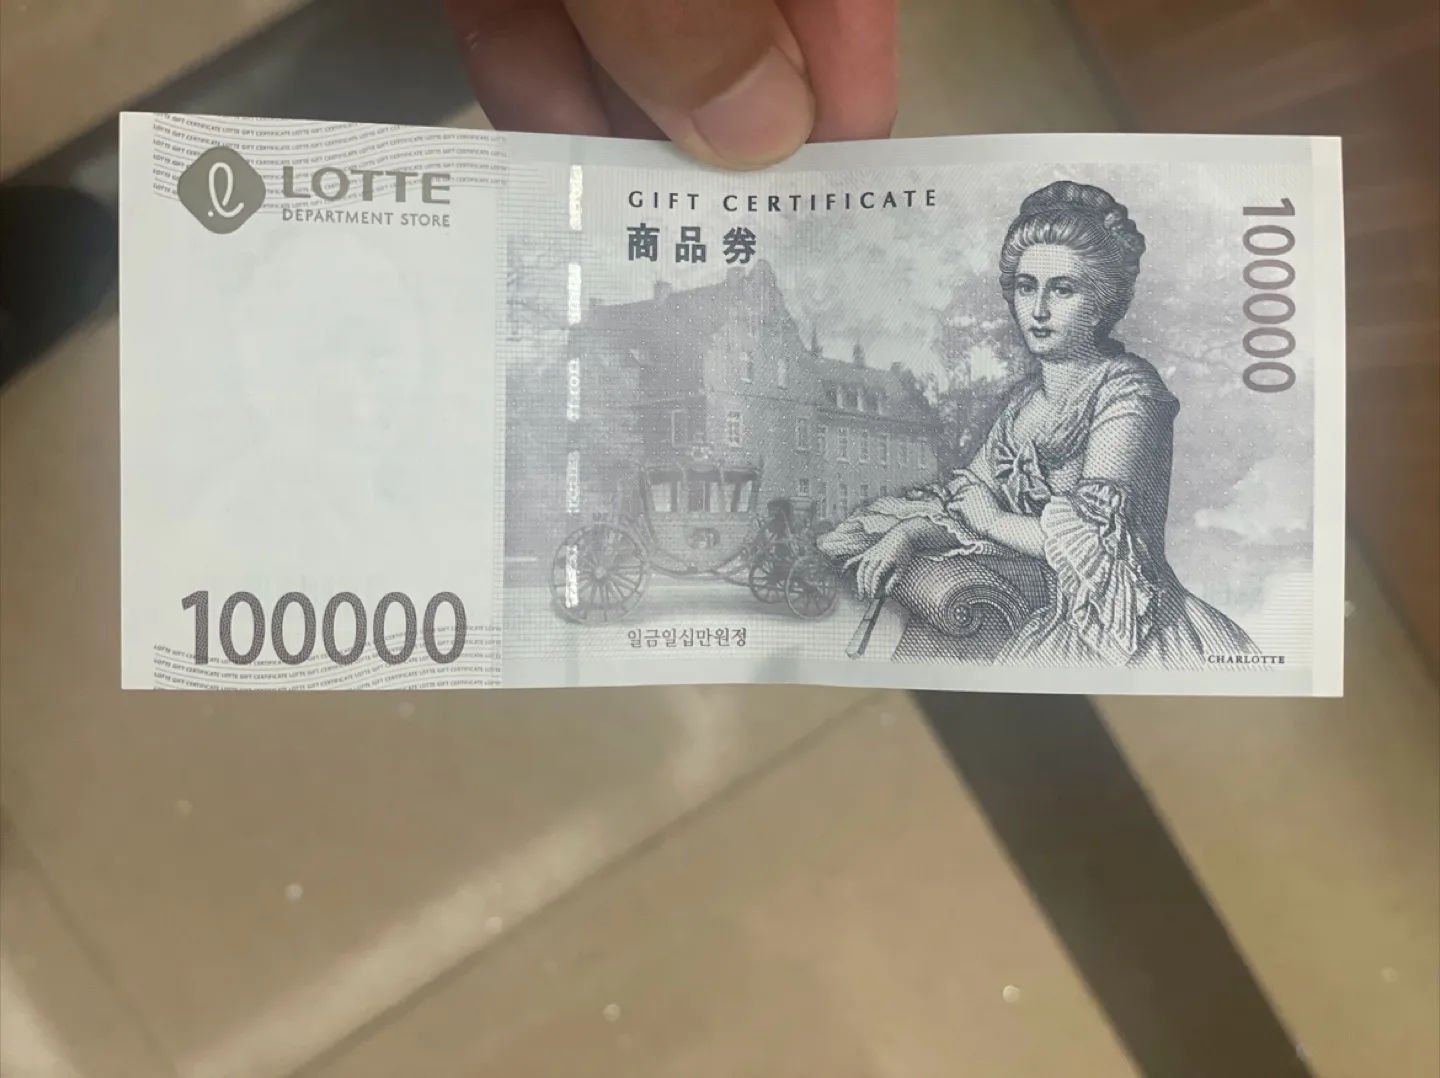 LOTTE
DEPARTMENT STORE
GIFT CERTIFICATE
商品券
100000
100000
일금일십만원정
CHARLOTTE